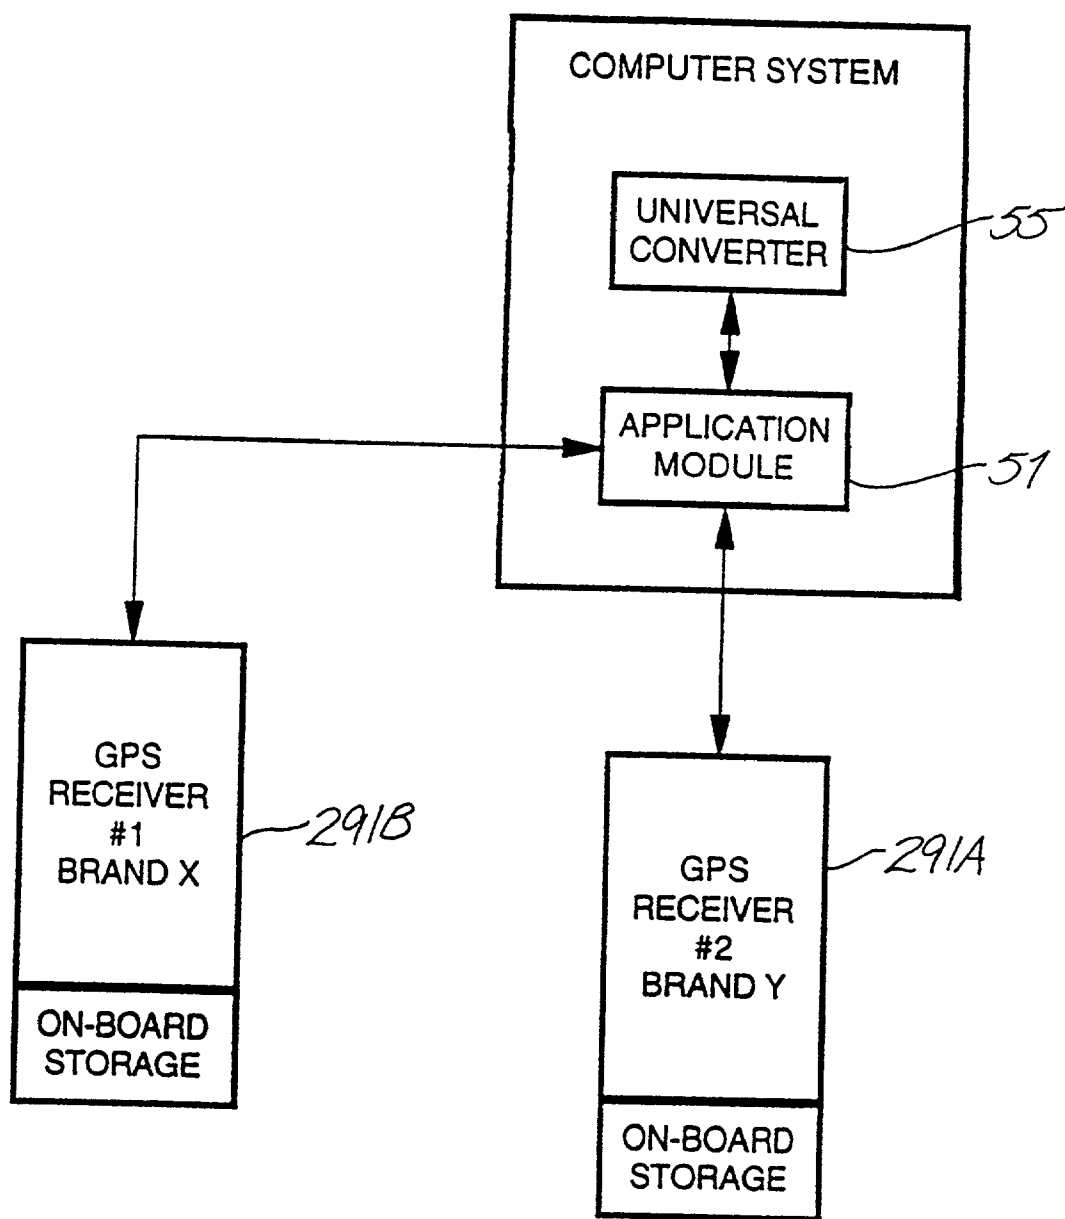 COMPUTER SYSTEM
UNIVERSAL
CONVERTER
55
APPLICATION
MODULE
51
GPS
RECEIVER
#1
BRAND X
291B
ON-BOARD
STORAGE
GPS
RECEIVER
#2
BRAND Y
291A
ON-BOARD
STORAGE